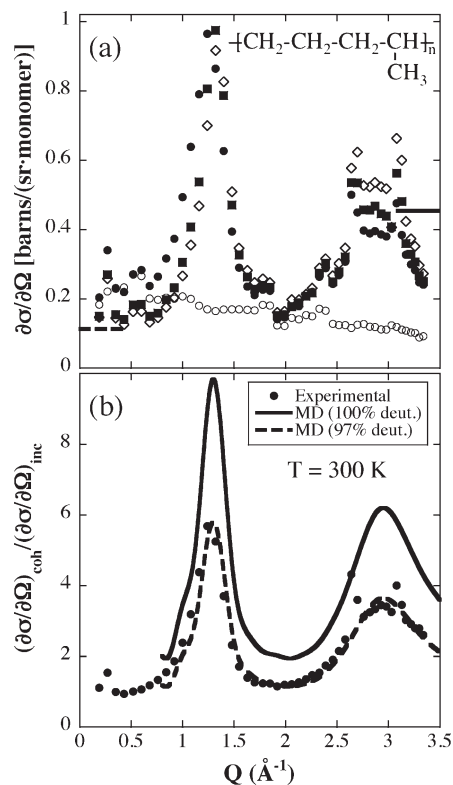 1
(a)
-[-CH2-CH2-CH2-CH-]-n
CH3
0.8
0.6
0.4
0.2
0
∂σ/∂Ω [barns/(sr·monomer)]
(b)
Experimental
MD (100% deut.)
MD (97% deut.)
T = 300 K
8
6
4
2
0
(∂σ/∂Ω)coh/(∂σ/∂Ω)inc
0 0.5 1 1.5 2 2.5 3 3.5
Q (Å-1)